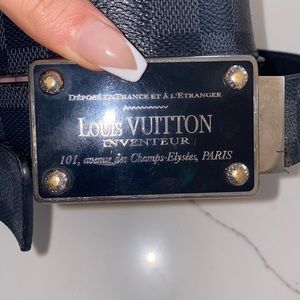 DÉPOSÉ EN FRANCE ET À L'ÉTRANGER
LOUIS VUITTON
INVENTEUR
101, avenue des Champs-Elysées, PARIS